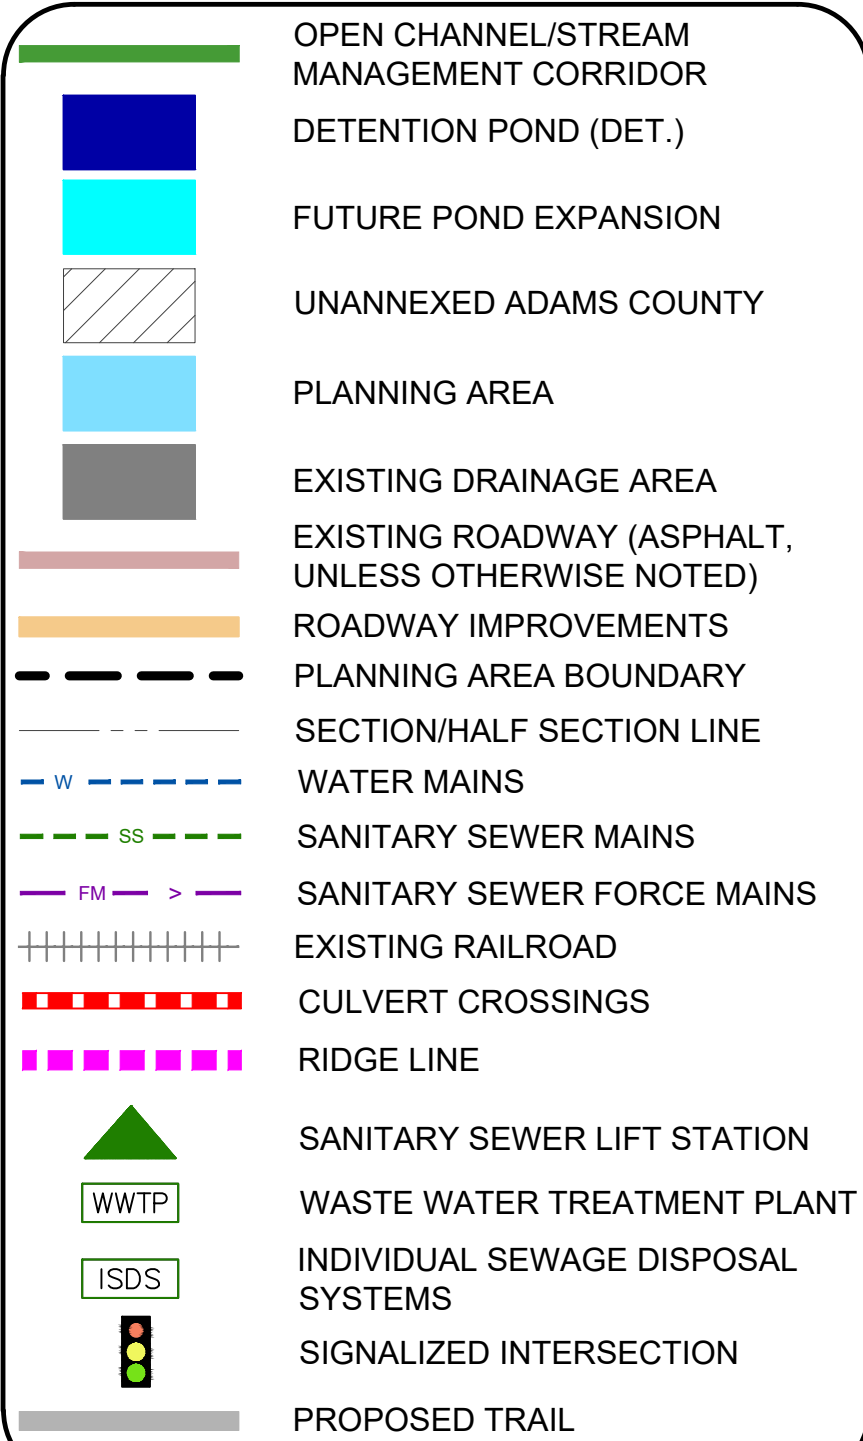 OPEN CHANNEL/STREAM
MANAGEMENT CORRIDOR
DETENTION POND (DET.)
FUTURE POND EXPANSION
UNANNEXED ADAMS COUNTY
PLANNING AREA
EXISTING DRAINAGE AREA
EXISTING ROADWAY (ASPHALT,
UNLESS OTHERWISE NOTED)
ROADWAY IMPROVEMENTS
PLANNING AREA BOUNDARY
SECTION/HALF SECTION LINE
W WATER MAINS
SS SANITARY SEWER MAINS
FM > SANITARY SEWER FORCE MAINS
EXISTING RAILROAD
CULVERT CROSSINGS
RIDGE LINE
SANITARY SEWER LIFT STATION
WWTP WASTE WATER TREATMENT PLANT
ISDS INDIVIDUAL SEWAGE DISPOSAL
SYSTEMS
SIGNALIZED INTERSECTION
PROPOSED TRAIL